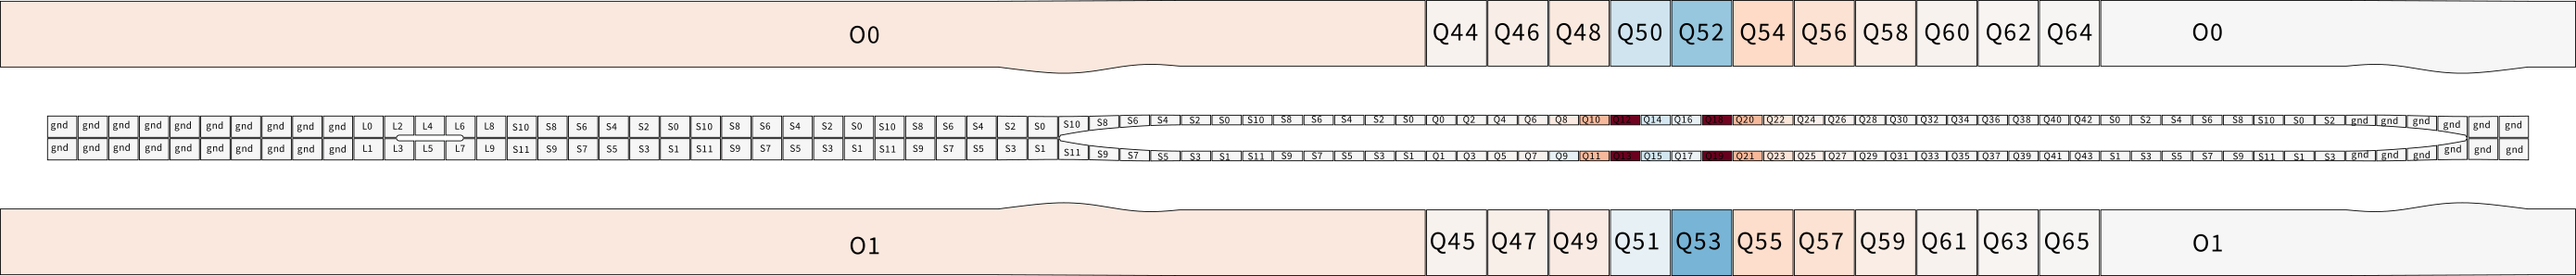 O0 Q44 Q46 Q48 Q50 Q52 Q54 Q56 Q58 Q60 Q62 Q64 O0
gnd gnd gnd gnd gnd gnd gnd gnd gnd gnd L0 L2 L4 L6 L8 S10 S8 S6 S4 S2 S0 S10 S8 S6 S4 S2 S0 S10 S8 S6 S4 S2 S0 S10 S8 S6 S4 S2 S0 S10 S8 S6 S4 S2 S0 Q0 Q2 Q4 Q6 Q8 Q10 Q12 Q14 Q16 Q18 Q20 Q22 Q24 Q26 Q28 Q30 Q32 Q34 Q36 Q38 Q40 Q42 S0 S2 S4 S6 S8 S10 S0 S2 gnd gnd gnd gnd gnd gnd
gnd gnd gnd gnd gnd gnd gnd gnd gnd gnd L1 L3 L5 L7 L9 S11 S9 S7 S5 S3 S1 S11 S9 S7 S5 S3 S1 S11 S9 S7 S5 S3 S1 S11 S9 S7 S5 S3 S1 S11 S9 S7 S5 S3 S1 Q1 Q3 Q5 Q7 Q9 Q11 Q13 Q15 Q17 Q19 Q21 Q23 Q25 Q27 Q29 Q31 Q33 Q35 Q37 Q39 Q41 Q43 S1 S3 S5 S7 S9 S11 S1 S3 gnd gnd gnd gnd gnd gnd
O1 Q45 Q47 Q49 Q51 Q53 Q55 Q57 Q59 Q61 Q63 Q65 O1